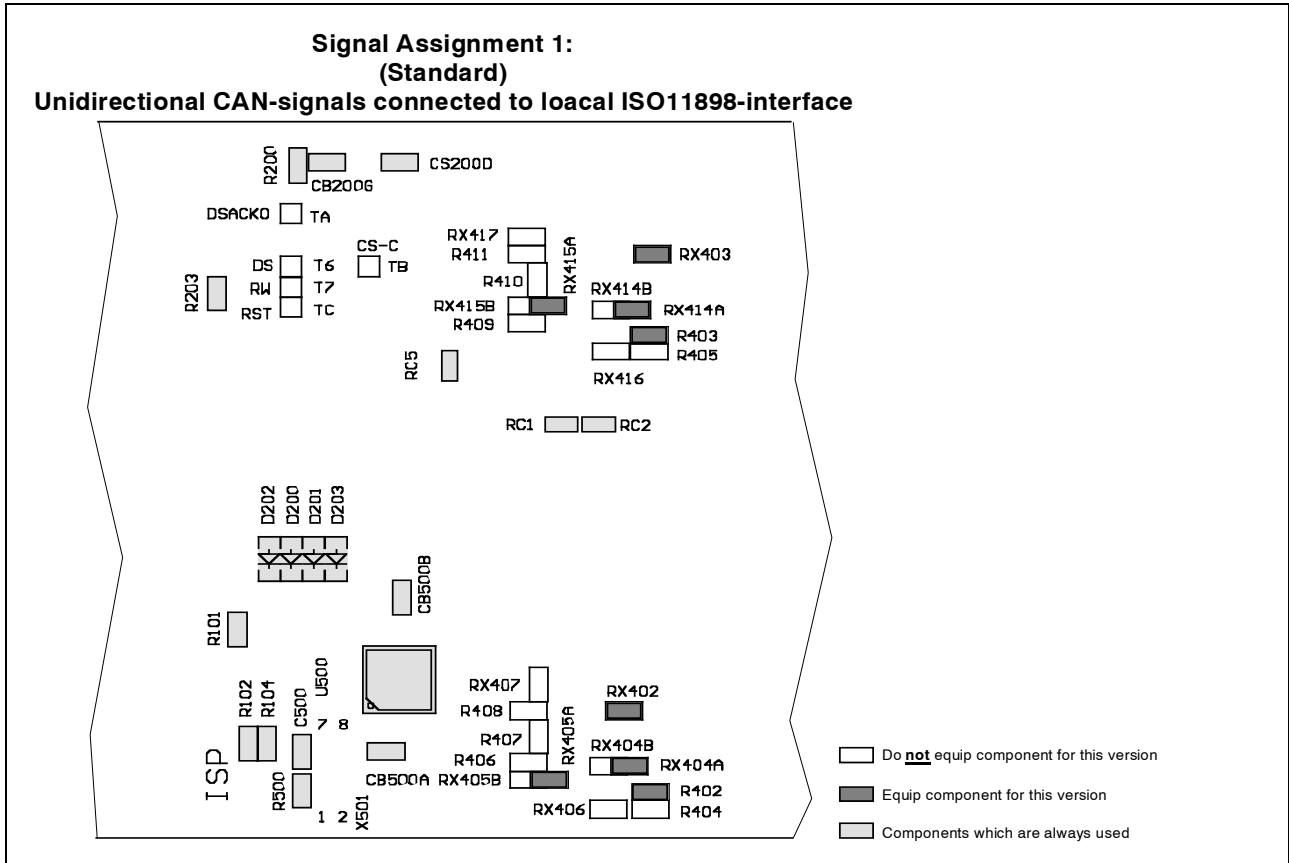 Signal Assignment 1:
(Standard)
Unidirectional CAN-signals connected to loacal ISO11898-interface
R200
CB200G
CS200D
DSACK0
TA
CS-C
TB
DS
T6
RW
T7
RST
TC
R203
RX417
R411
RX415A
R410
RX415B
R409
RX403
RX414B
RX414A
R403
R405
RX416
RC5
RC1
RC2
D202
D200
D201
D203
CB500B
R101
U500
R102
R104
C500
7 8
ISP
R500
1 2
X501
CB500A
RX407
R408
RX405A
R407
R406
RX405B
RX402
RX404B
RX404A
R402
RX406
R404
Do not equip component for this version
Equip component for this version
Components which are always used